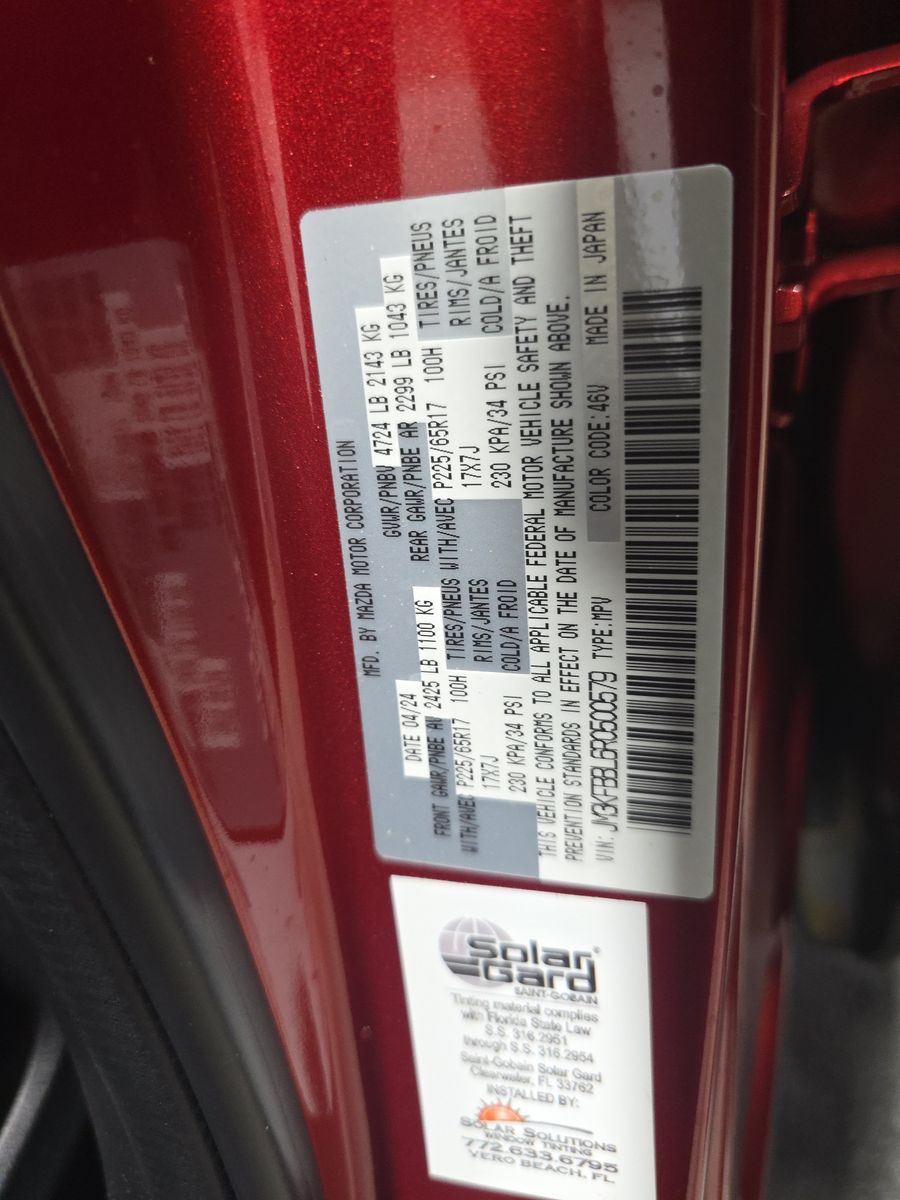 MFD. BY MAZDA MOTOR CORPORATION
DATE 04/24 GVWR/PNBV 4724 LB 2143 KG
FRONT GAWR/PNBE AV 2425 LB 1100 KG REAR GAWR/PNBE AR 2299 LB 1043 KG
WITH/AVEC P225/65R17 100H TIRES/PNEUS WITH/AVEC P225/65R17 100H TIRES/PNEUS
17X7J RIMS/JANTES 17X7J RIMS/JANTES
230 KPA/34 PSI COLD/A FROID 230 KPA/34 PSI COLD/A FROID
THIS VEHICLE CONFORMS TO ALL APPLICABLE FEDERAL MOTOR VEHICLE SAFETY AND THEFT
PREVENTION STANDARDS IN EFFECT ON THE DATE OF MANUFACTURE SHOWN ABOVE.
VIN: JM3KFBBL6R0500579 TYPE:MPV COLOR CODE:46V MADE IN JAPAN
Solar
Gard®
SAINT-GOBAIN
Tinting material complies
with Florida State Law
S.S. 316.2951
through S.S. 316.2954
Saint-Gobain Solar Gard
Clearwater, FL 33762
INSTALLED BY:
SOLAR SOLUTIONS
WINDOW TINTING
772.633.6795
VERO BEACH, FL